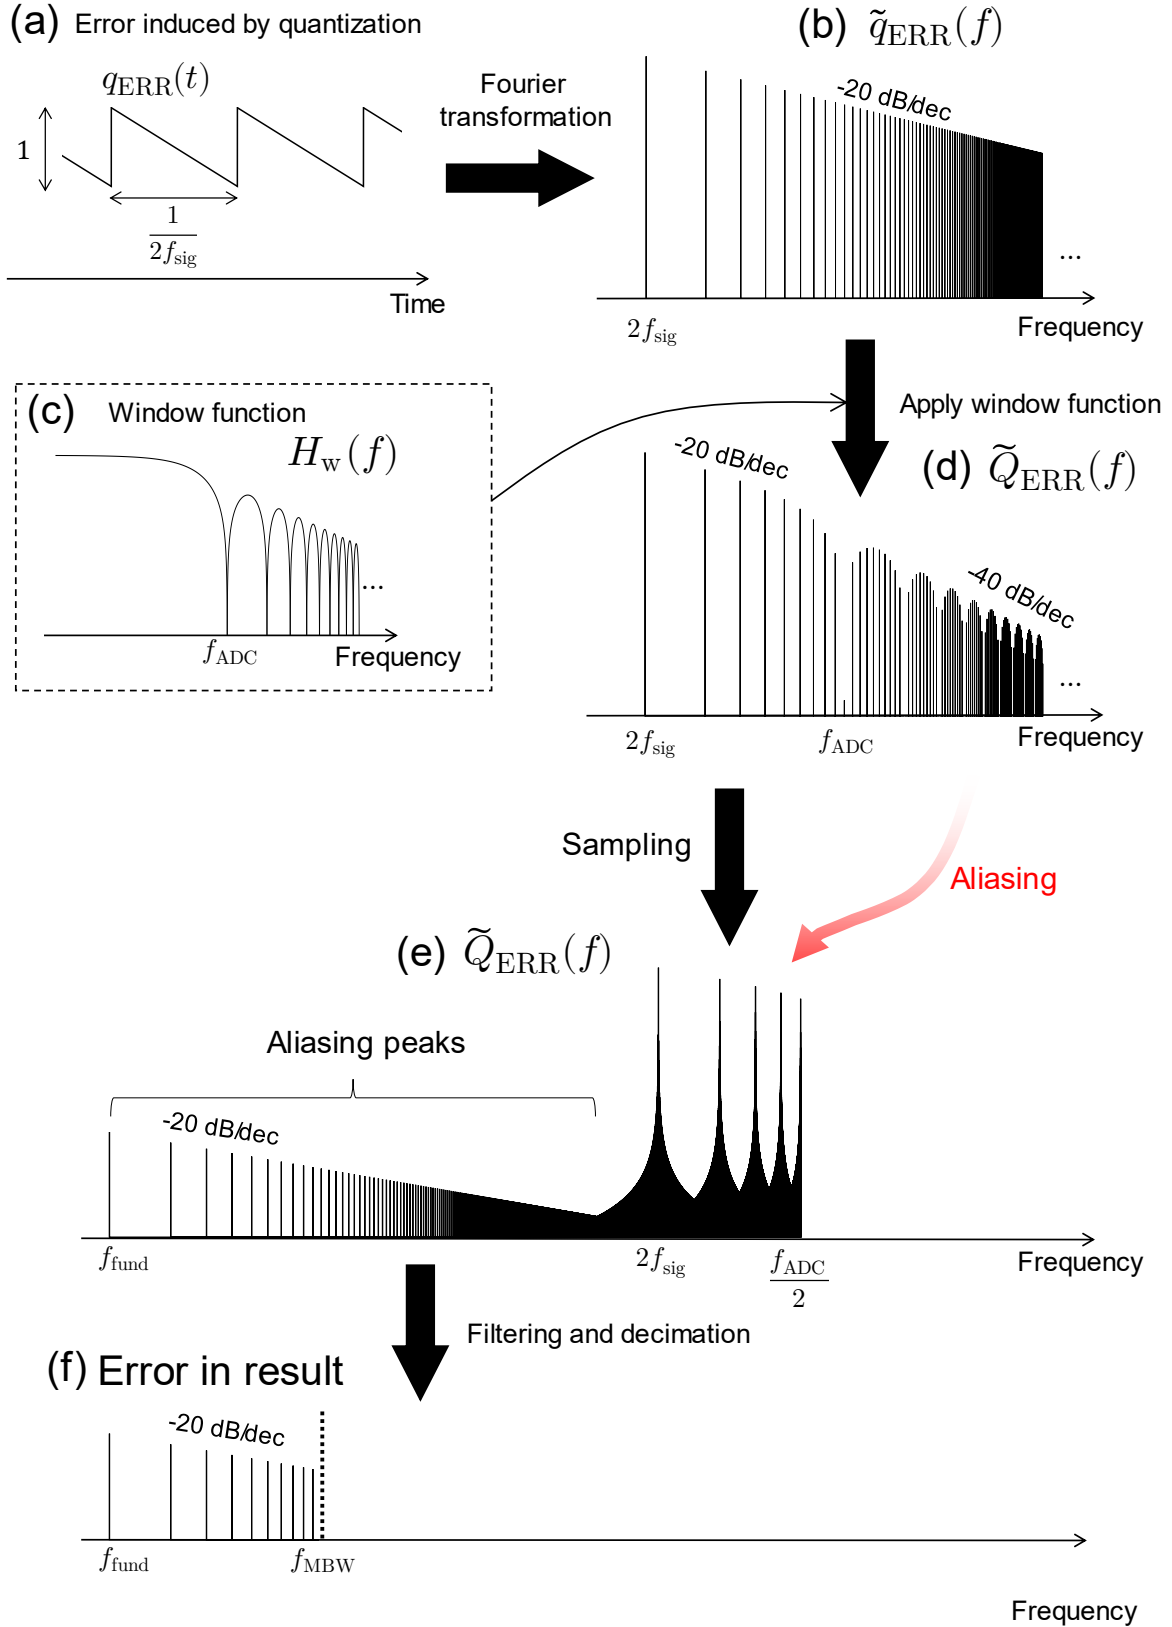 (a) Error induced by quantization
q_ERR(t)
1
1
2f_sig
Time
Fourier
transformation
(b) q̃_ERR(f)
-20 dB/dec
...
2f_sig
Frequency
(c) Window function
H_w(f)
...
f_ADC
Frequency
Apply window function
(d) Q̃_ERR(f)
-20 dB/dec
-40 dB/dec
...
2f_sig
f_ADC
Frequency
Sampling
Aliasing
(e) Q̃_ERR(f)
Aliasing peaks
-20 dB/dec
f_fund
2f_sig
f_ADC
2
Frequency
Filtering and decimation
(f) Error in result
-20 dB/dec
f_fund
f_MBW
Frequency